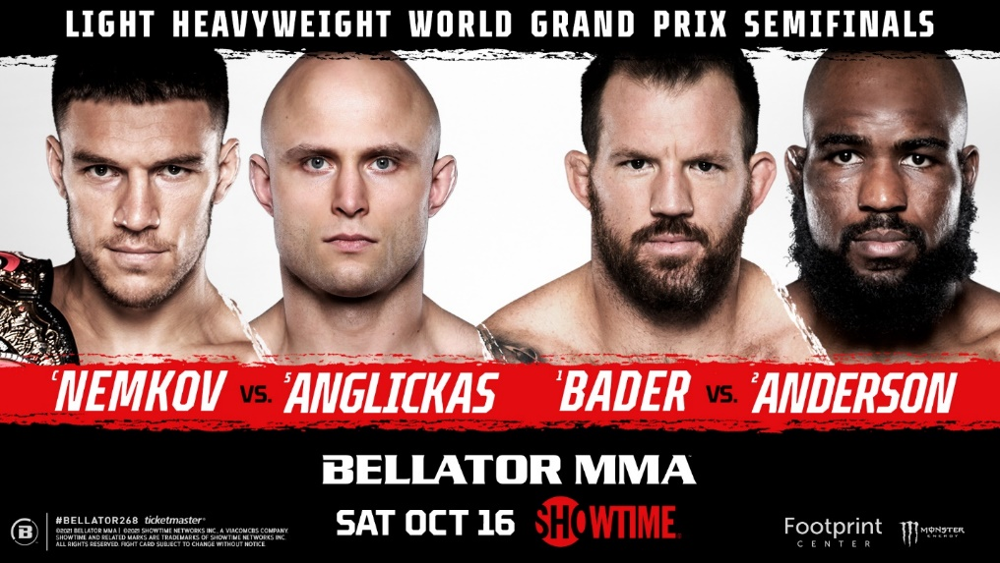 LIGHT HEAVYWEIGHT WORLD GRAND PRIX SEMIFINALS
C NEMKOV VS. 5 ANGLICKAS 1 BADER VS. 2 ANDERSON
BELLATOR MMA
SAT OCT 16 SHOWTIME
B #BELLATOR268 ticketmaster®
©2021 BELLATOR MMA | ©2021 SHOWTIME NETWORKS INC., A VIACOMCBS COMPANY.
SHOWTIME AND RELATED MARKS ARE TRADEMARKS OF SHOWTIME NETWORKS INC.
ALL RIGHTS RESERVED. FIGHT CARD SUBJECT TO CHANGE WITHOUT NOTICE.
Footprint
CENTER
MONSTER
ENERGY